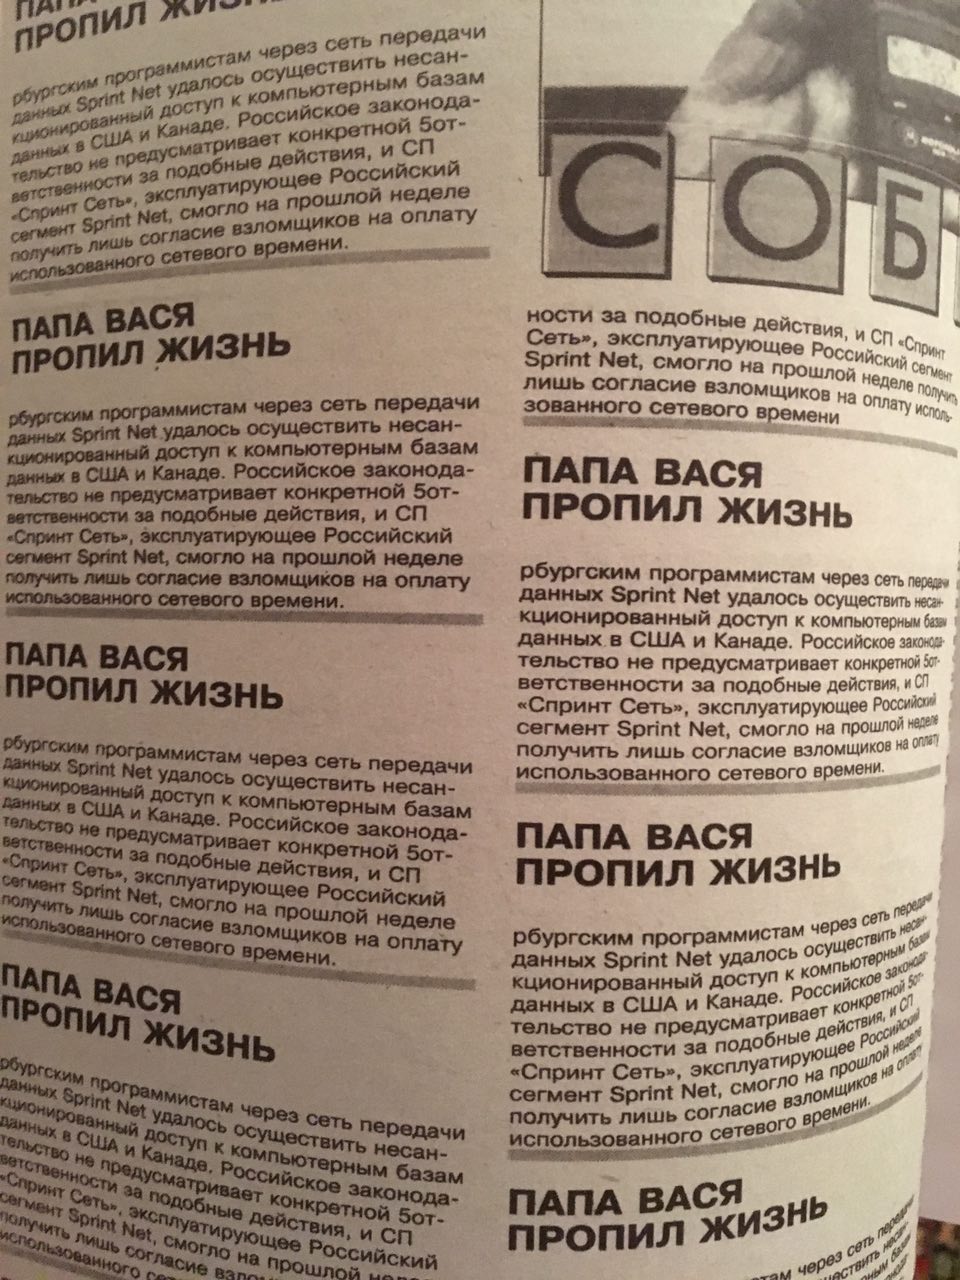 ПАПА
ПРОПИЛ ЖИЗНЬ
рбургским программистам через сеть передачи
данных Sprint Net удалось осуществить несан-
кционированный доступ к компьютерным базам
данных в США и Канаде. Российское законода-
тельство не предусматривает конкретной 5от-
ветственности за подобные действия, и СП
«Спринт Сеть», эксплуатирующее Российский
сегмент Sprint Net, смогло на прошлой неделе
получить лишь согласие взломщиков на оплату
использованного сетевого времени.
ПАПА ВАСЯ
ПРОПИЛ ЖИЗНЬ
рбургским программистам через сеть передачи
данных Sprint Net удалось осуществить несан-
кционированный доступ к компьютерным базам
данных в США и Канаде. Российское законода-
тельство не предусматривает конкретной 5от-
ветственности за подобные действия, и СП
«Спринт Сеть», эксплуатирующее Российский
сегмент Sprint Net, смогло на прошлой неделе
получить лишь согласие взломщиков на оплату
использованного сетевого времени.
ПАПА ВАСЯ
ПРОПИЛ ЖИЗНЬ
рбургским программистам через сеть передачи
данных Sprint Net удалось осуществить несан-
кционированный доступ к компьютерным базам
данных в США и Канаде. Российское законода-
тельство не предусматривает конкретной 5от-
ветственности за подобные действия, и СП
«Спринт Сеть», эксплуатирующее Российский
сегмент Sprint Net, смогло на прошлой неделе
получить лишь согласие взломщиков на оплату
использованного сетевого времени.
ПАПА ВАСЯ
ПРОПИЛ ЖИЗНЬ
рбургским программистам через сеть передачи
данных Sprint Net удалось осуществить несан-
кционированный доступ к компьютерным базам
данных в США и Канаде. Российское законода-
тельство не предусматривает конкретной 5от-
ветственности за подобные действия, и СП
«Спринт Сеть», эксплуатирующее Российский
сегмент Sprint Net, смогло на прошлой неделе
получить лишь согласие взломщиков на оплату
использованного сетевого
СОБ
ности за подобные действия, и СП «Спринт
Сеть», эксплуатирующее Российский сегмент
Sprint Net, смогло на прошлой неделе получить
лишь согласие взломщиков на оплату исполь-
зованного сетевого времени
ПАПА ВАСЯ
ПРОПИЛ ЖИЗНЬ
рбургским программистам через сеть передачи
данных Sprint Net удалось осуществить несан-
кционированный доступ к компьютерным базам
данных в США и Канаде. Российское законода-
тельство не предусматривает конкретной 5от-
ветственности за подобные действия, и СП
«Спринт Сеть», эксплуатирующее Российский
сегмент Sprint Net, смогло на прошлой неделе
получить лишь согласие взломщиков на оплату
использованного сетевого времени.
ПАПА ВАСЯ
ПРОПИЛ ЖИЗНЬ
рбургским программистам через сеть передачи
данных Sprint Net удалось осуществить несан-
кционированный доступ к компьютерным базам
данных в США и Канаде. Российское законода-
тельство не предусматривает конкретной 5от-
ветственности за подобные действия, и СП
«Спринт Сеть», эксплуатирующее Российский
сегмент Sprint Net, смогло на прошлой неделе
получить лишь согласие взломщиков на оплату
использованного сетевого времени.
ПАПА ВАСЯ
ПРОПИЛ ЖИЗНЬ
через сеть передачи
осуществить несан-
базам